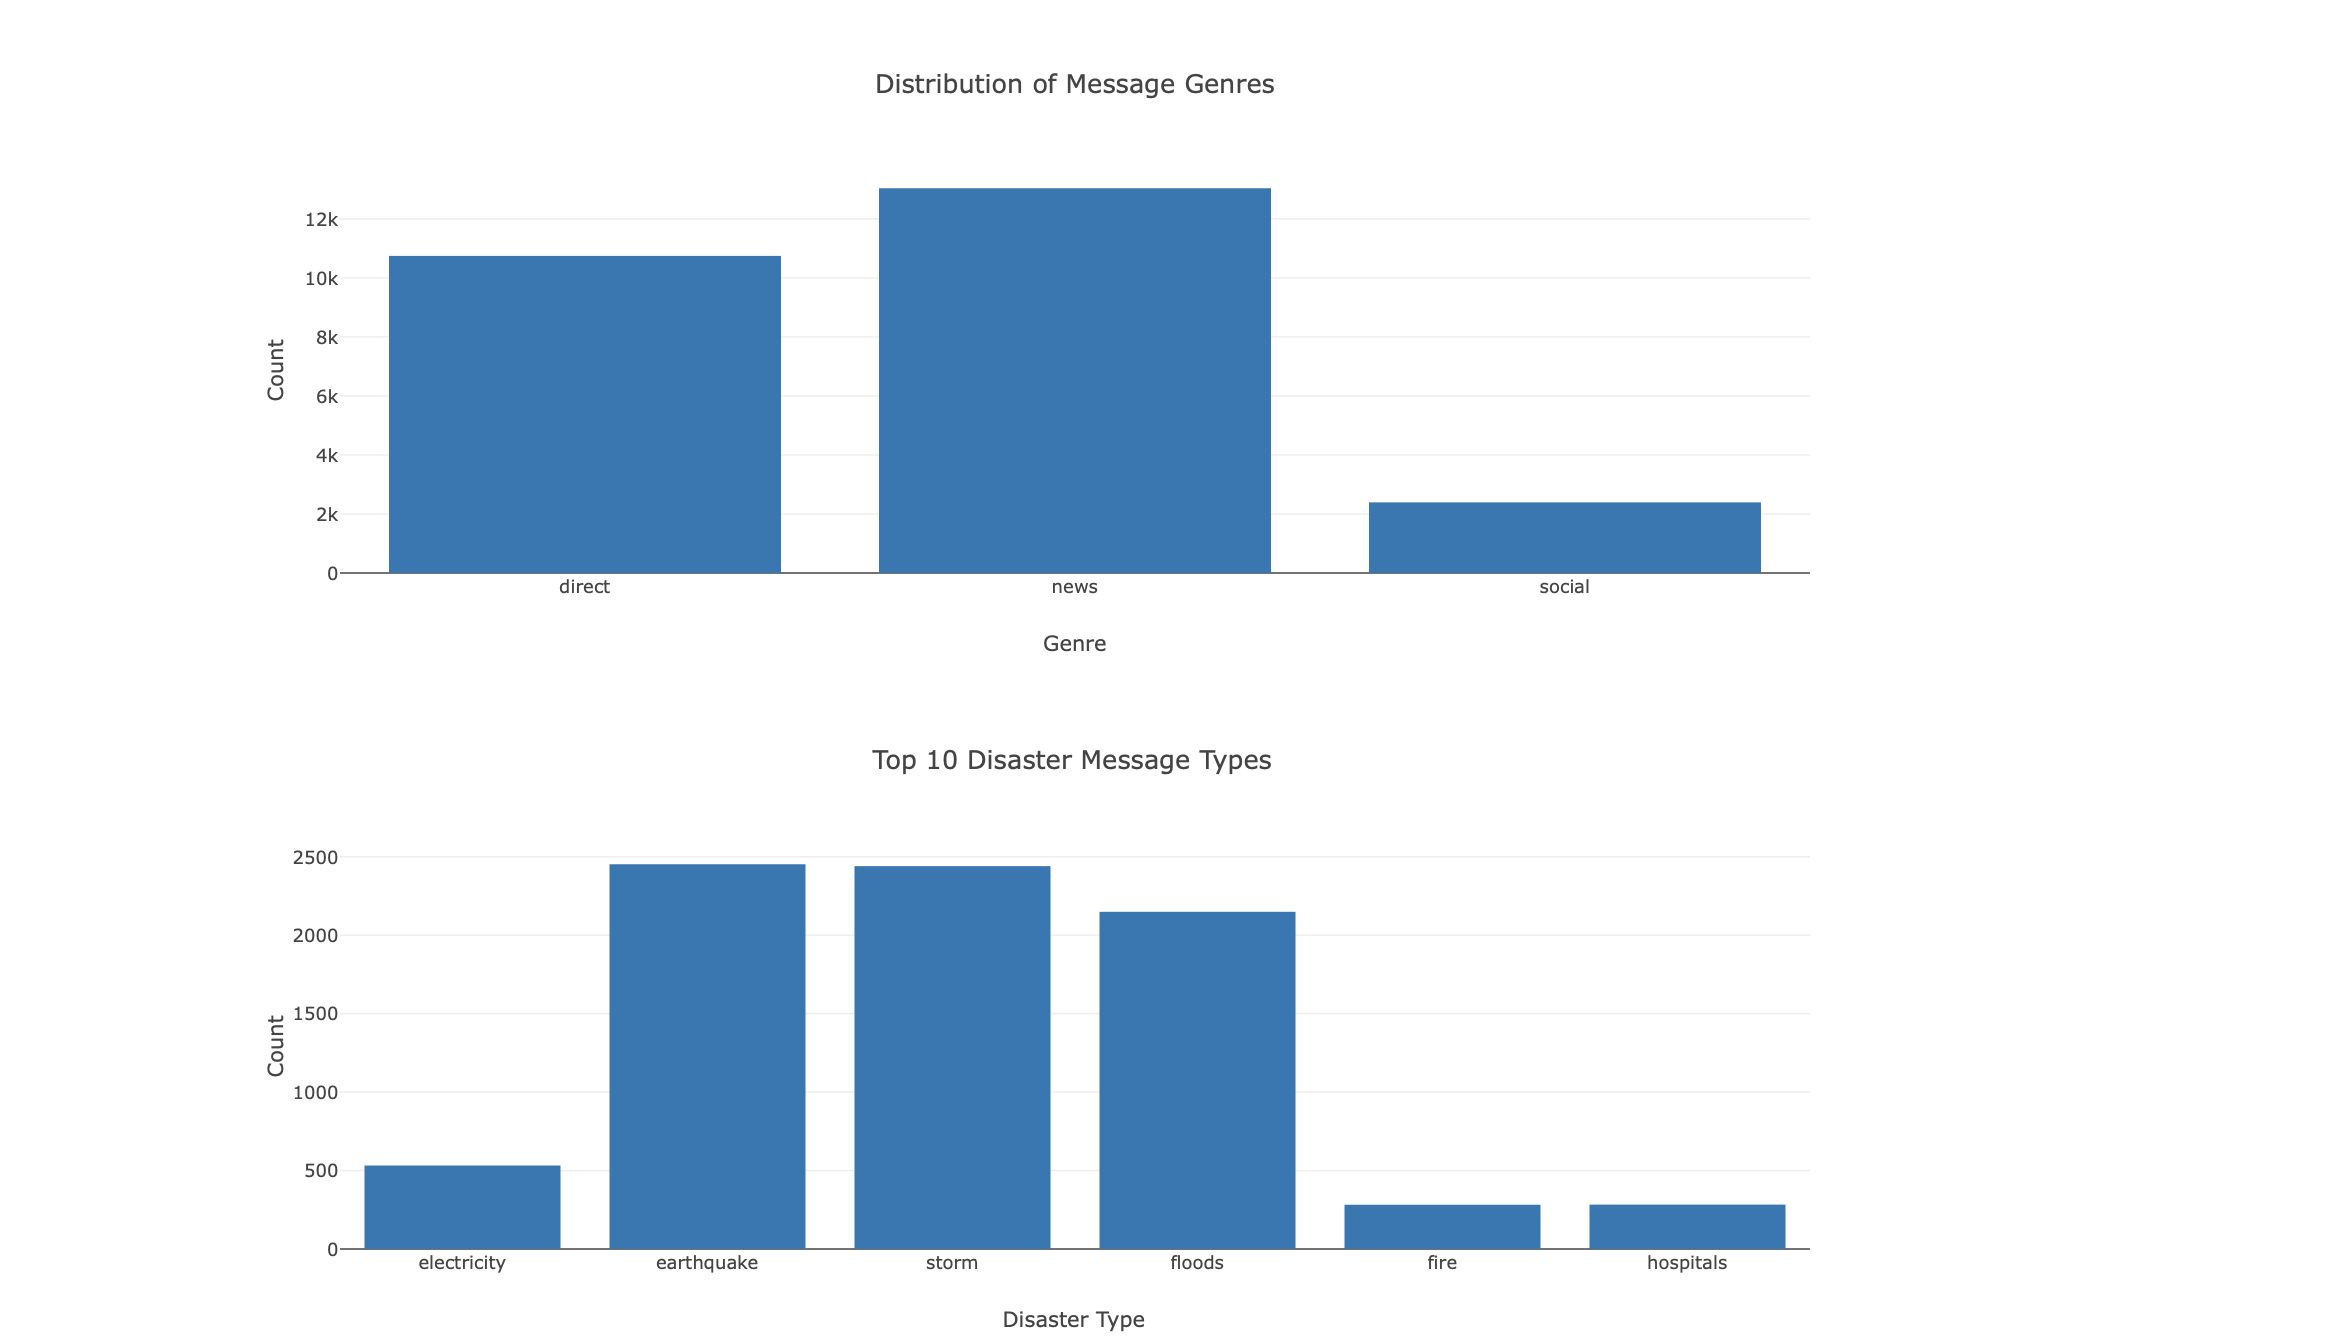 Distribution of Message Genres
12k
10k
8k
6k
4k
2k
0
Count
direct news social
Genre
Top 10 Disaster Message Types
2500
2000
1500
1000
500
0
Count
electricity earthquake storm floods fire hospitals
Disaster Type